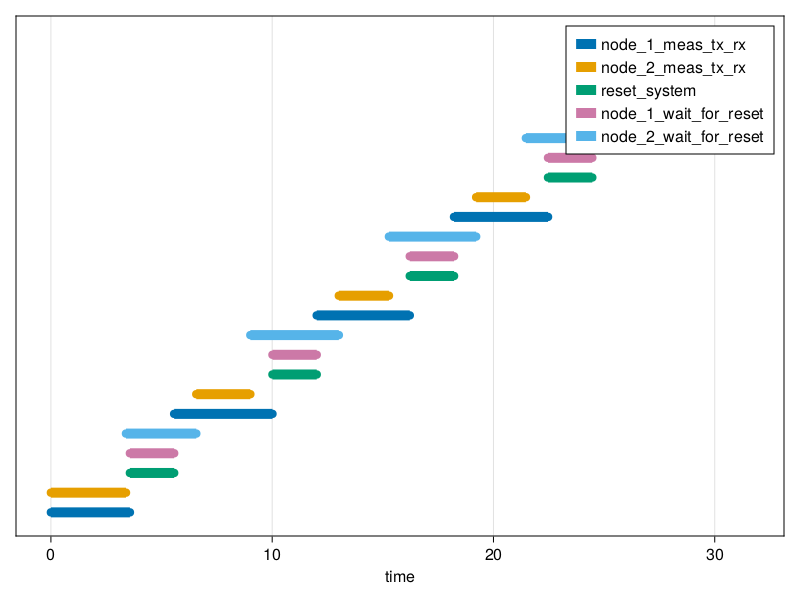 node_1_meas_tx_rx
node_2_meas_tx_rx
reset_system
node_1_wait_for_reset
node_2_wait_for_reset
0 10 20 30
time